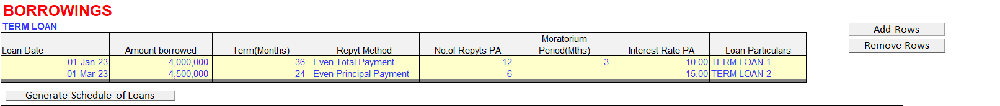 BORROWINGS
TERM LOAN
Add Rows
Remove Rows
Loan Date Amount borrowed Term(Months) Repyt Method No.of Repyts PA Moratorium Period(Mths) Interest Rate PA Loan Particulars
01-Jan-23 4,000,000 36 Even Total Payment 12 3 10.00 TERM LOAN-1
01-Mar-23 4,500,000 24 Even Principal Payment 6 - 15.00 TERM LOAN-2
Generate Schedule of Loans